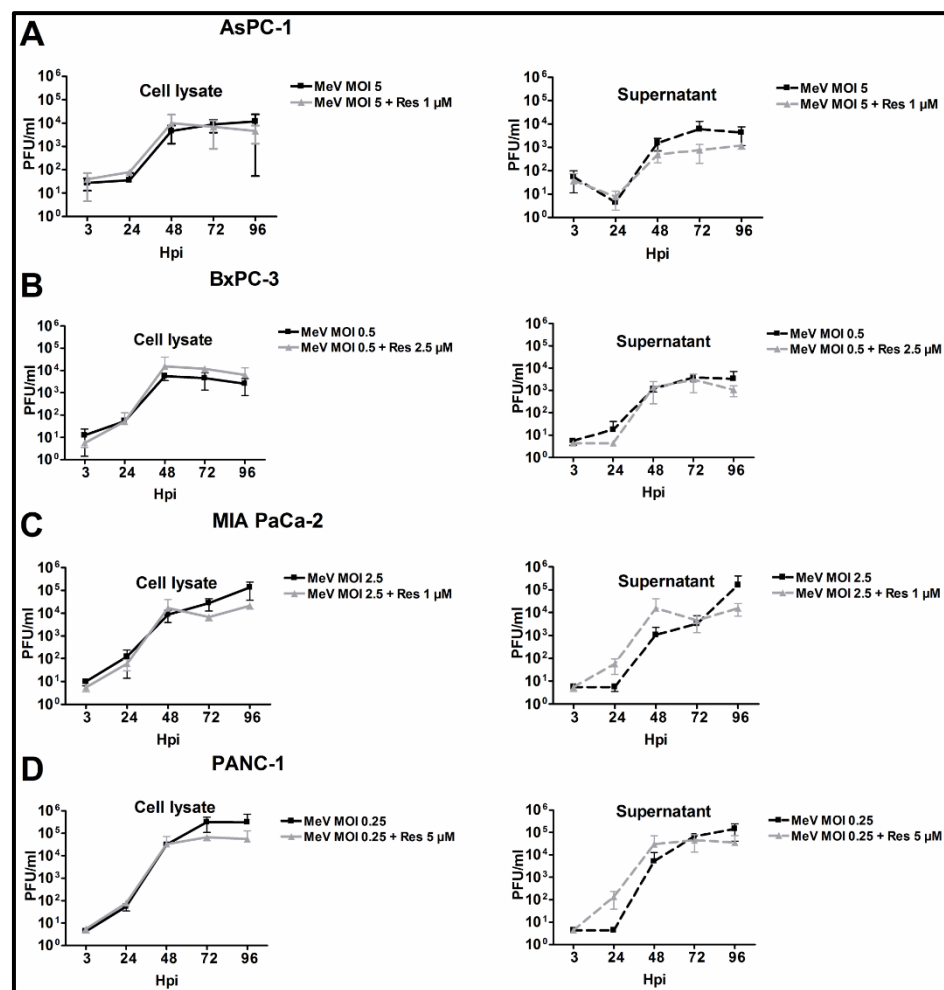 A
AsPC-1
Cell lysate
MeV MOI 5
MeV MOI 5 + Res 1 µM
PFU/ml
10⁶
10⁵
10⁴
10³
10²
10¹
10⁰
3 24 48 72 96
Hpi
Supernatant
MeV MOI 5
MeV MOI 5 + Res 1 µM
PFU/ml
10⁶
10⁵
10⁴
10³
10²
10¹
10⁰
3 24 48 72 96
Hpi
B
BxPC-3
Cell lysate
MeV MOI 0.5
MeV MOI 0.5 + Res 2.5 µM
PFU/ml
10⁶
10⁵
10⁴
10³
10²
10¹
10⁰
3 24 48 72 96
Hpi
Supernatant
MeV MOI 0.5
MeV MOI 0.5 + Res 2.5 µM
PFU/ml
10⁶
10⁵
10⁴
10³
10²
10¹
10⁰
3 24 48 72 96
Hpi
C
MIA PaCa-2
Cell lysate
MeV MOI 2.5
MeV MOI 2.5 + Res 1 µM
PFU/ml
10⁶
10⁵
10⁴
10³
10²
10¹
10⁰
3 24 48 72 96
Hpi
Supernatant
MeV MOI 2.5
MeV MOI 2.5 + Res 1 µM
PFU/ml
10⁶
10⁵
10⁴
10³
10²
10¹
10⁰
3 24 48 72 96
Hpi
D
PANC-1
Cell lysate
MeV MOI 0.25
MeV MOI 0.25 + Res 5 µM
PFU/ml
10⁶
10⁵
10⁴
10³
10²
10¹
10⁰
3 24 48 72 96
Hpi
Supernatant
MeV MOI 0.25
MeV MOI 0.25 + Res 5 µM
PFU/ml
10⁶
10⁵
10⁴
10³
10²
10¹
10⁰
3 24 48 72 96
Hpi